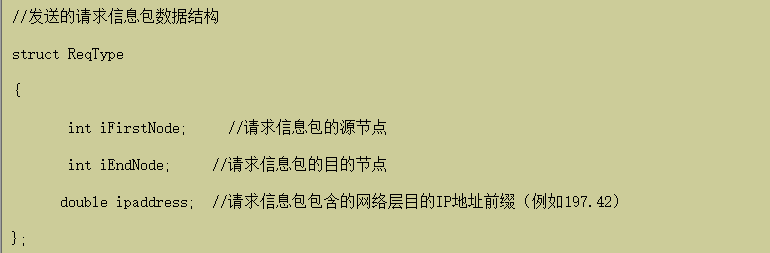 //发送的请求信息包数据结构
struct ReqType
{
int iFirstNode; //请求信息包的源节点
int iEndNode; //请求信息包的目的节点
double ipaddress; //请求信息包包含的网络层目的IP地址前缀（例如197.42）
};